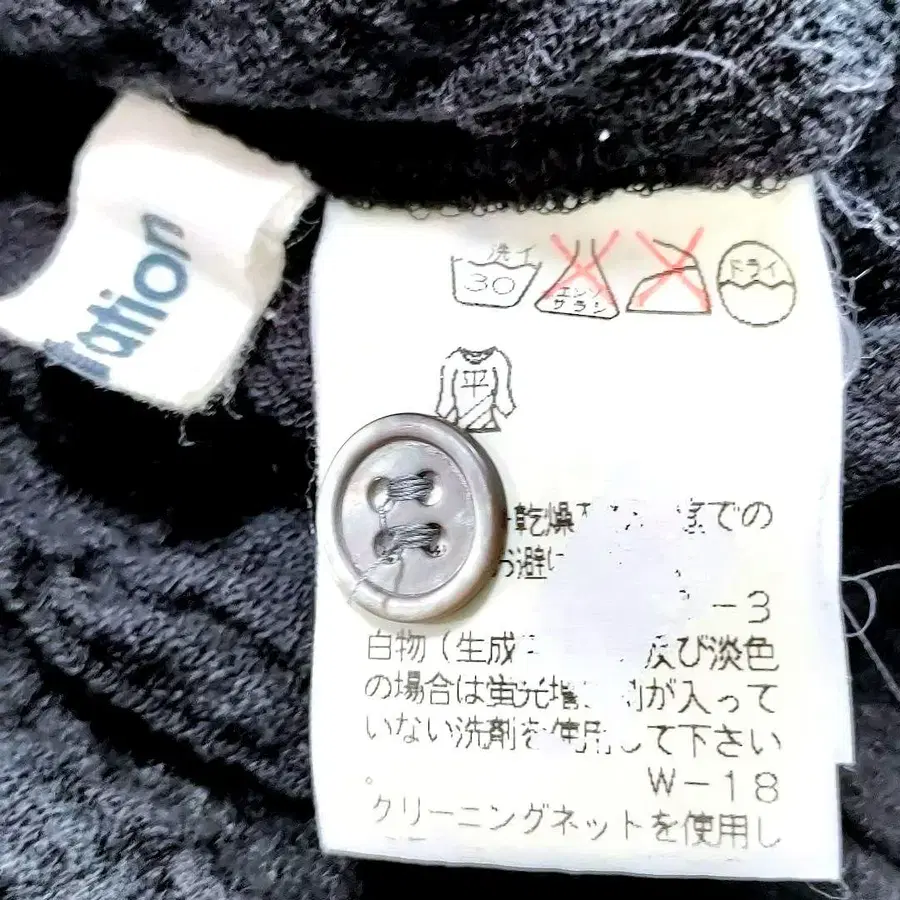 tation
洗イ
30
エンソ
サラシ
ドライ
平
乾燥 での
お避け
-3
白物(生成 及び淡色
の場合は蛍光増 剤が入って
いない洗剤を使用して下さい
。
W-18
クリーニングネットを使用し